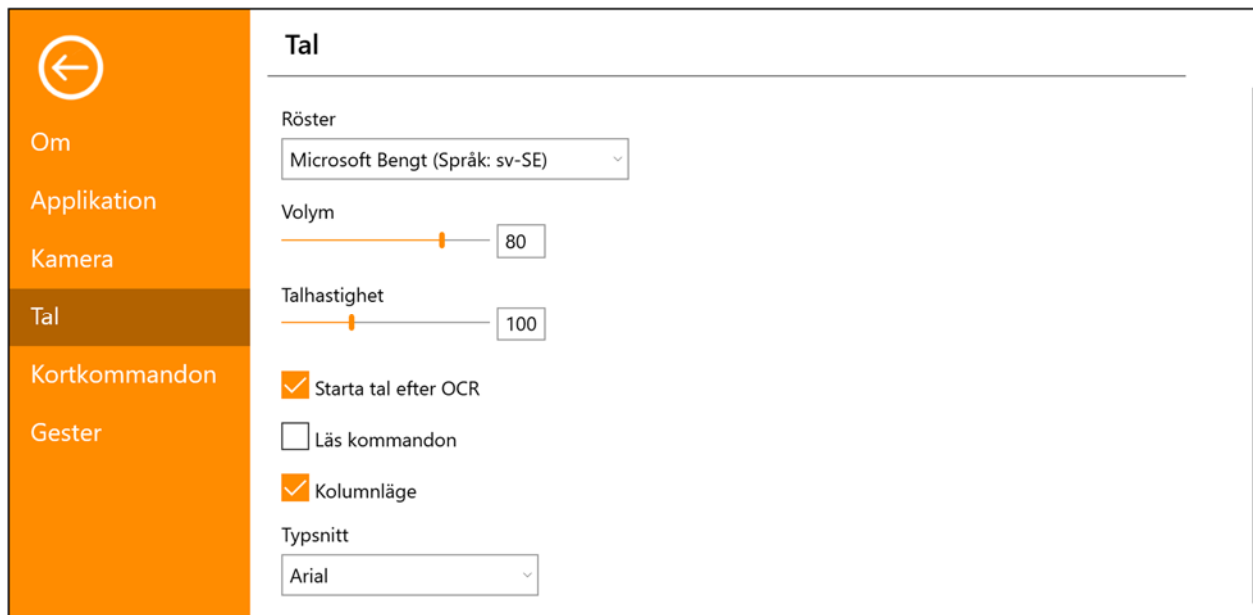 Om
Applikation
Kamera
Tal
Kortkommandon
Gester
Tal
Röster
Microsoft Bengt (Språk: sv-SE)
Volym
80
Talhastighet
100
Starta tal efter OCR
Läs kommandon
Kolumnläge
Typsnitt
Arial